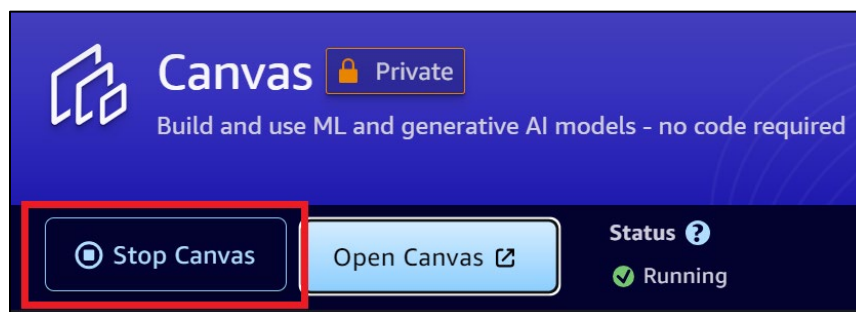 Canvas Private
Build and use ML and generative AI models - no code required
Stop Canvas
Open Canvas
Status
Running